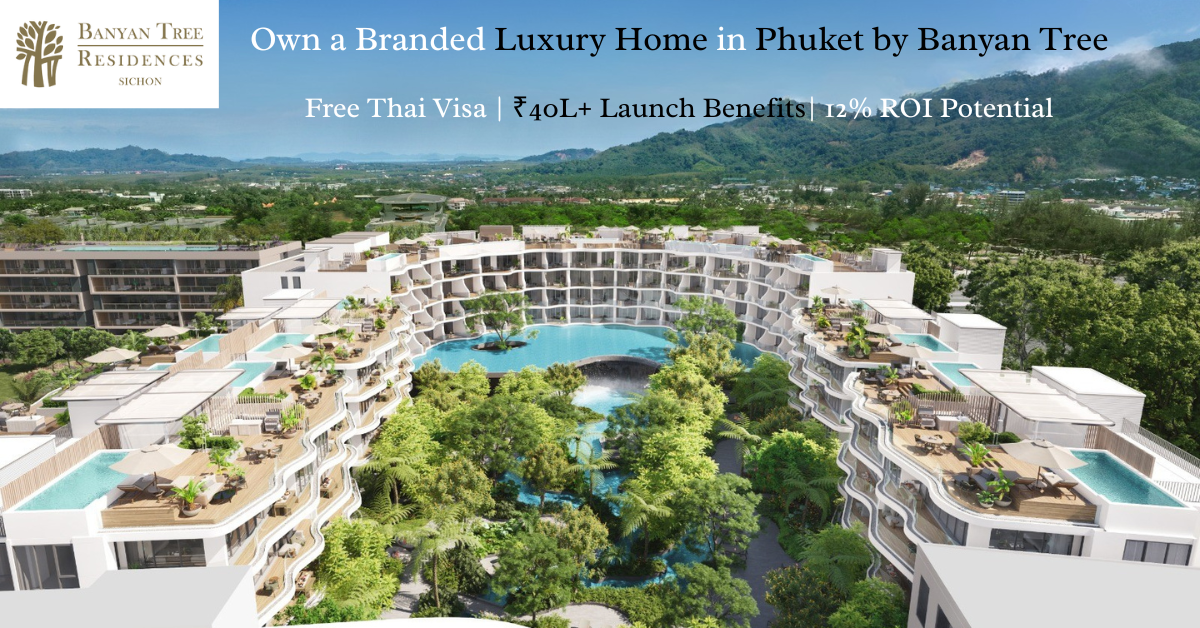 BANYAN TREE
RESIDENCES
SICHON
Own a Branded Luxury Home in Phuket by Banyan Tree
Free Thai Visa | ₹40L+ Launch Benefits| 12% ROI Potential